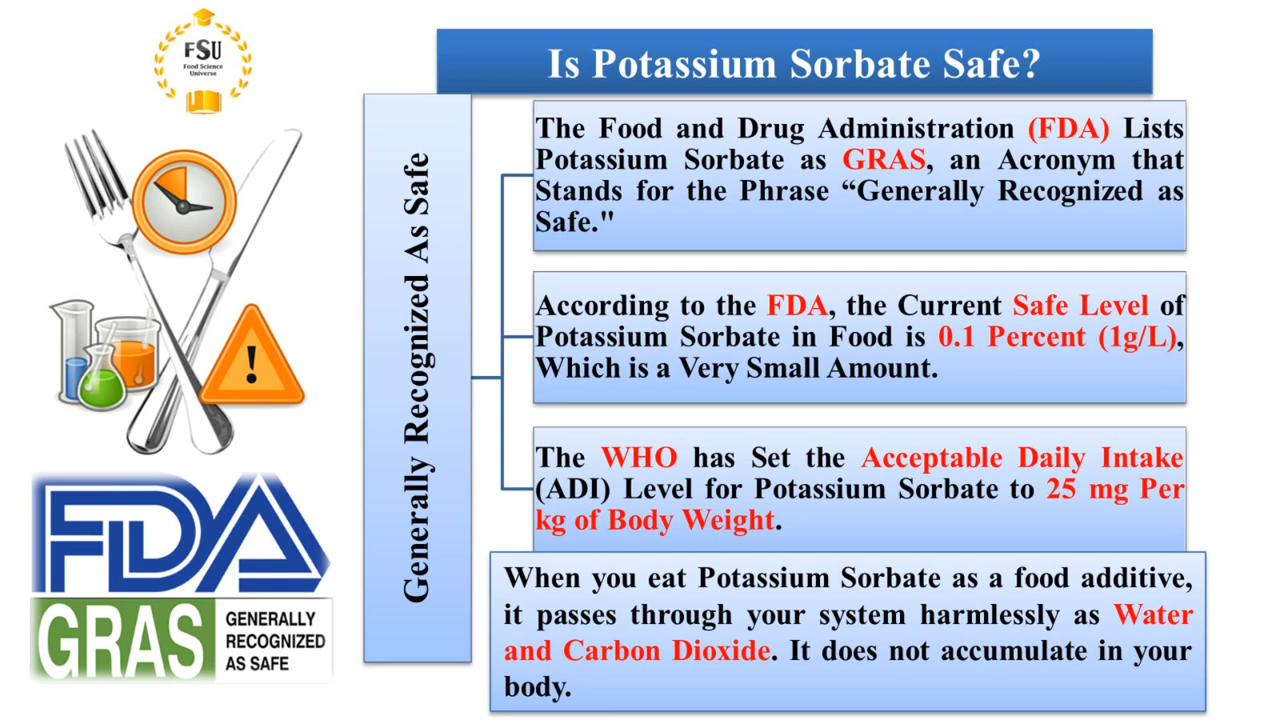 FSU
Food Science
Universe
Is Potassium Sorbate Safe?
Generally Recognized As Safe
The Food and Drug Administration (FDA) Lists
Potassium Sorbate as GRAS, an Acronym that
Stands for the Phrase “Generally Recognized as
Safe."
According to the FDA, the Current Safe Level of
Potassium Sorbate in Food is 0.1 Percent (1g/L),
Which is a Very Small Amount.
The WHO has Set the Acceptable Daily Intake
(ADI) Level for Potassium Sorbate to 25 mg Per
kg of Body Weight.
When you eat Potassium Sorbate as a food additive,
it passes through your system harmlessly as Water
and Carbon Dioxide. It does not accumulate in your
body.
!
FDA
GRAS
GENERALLY
RECOGNIZED
AS SAFE